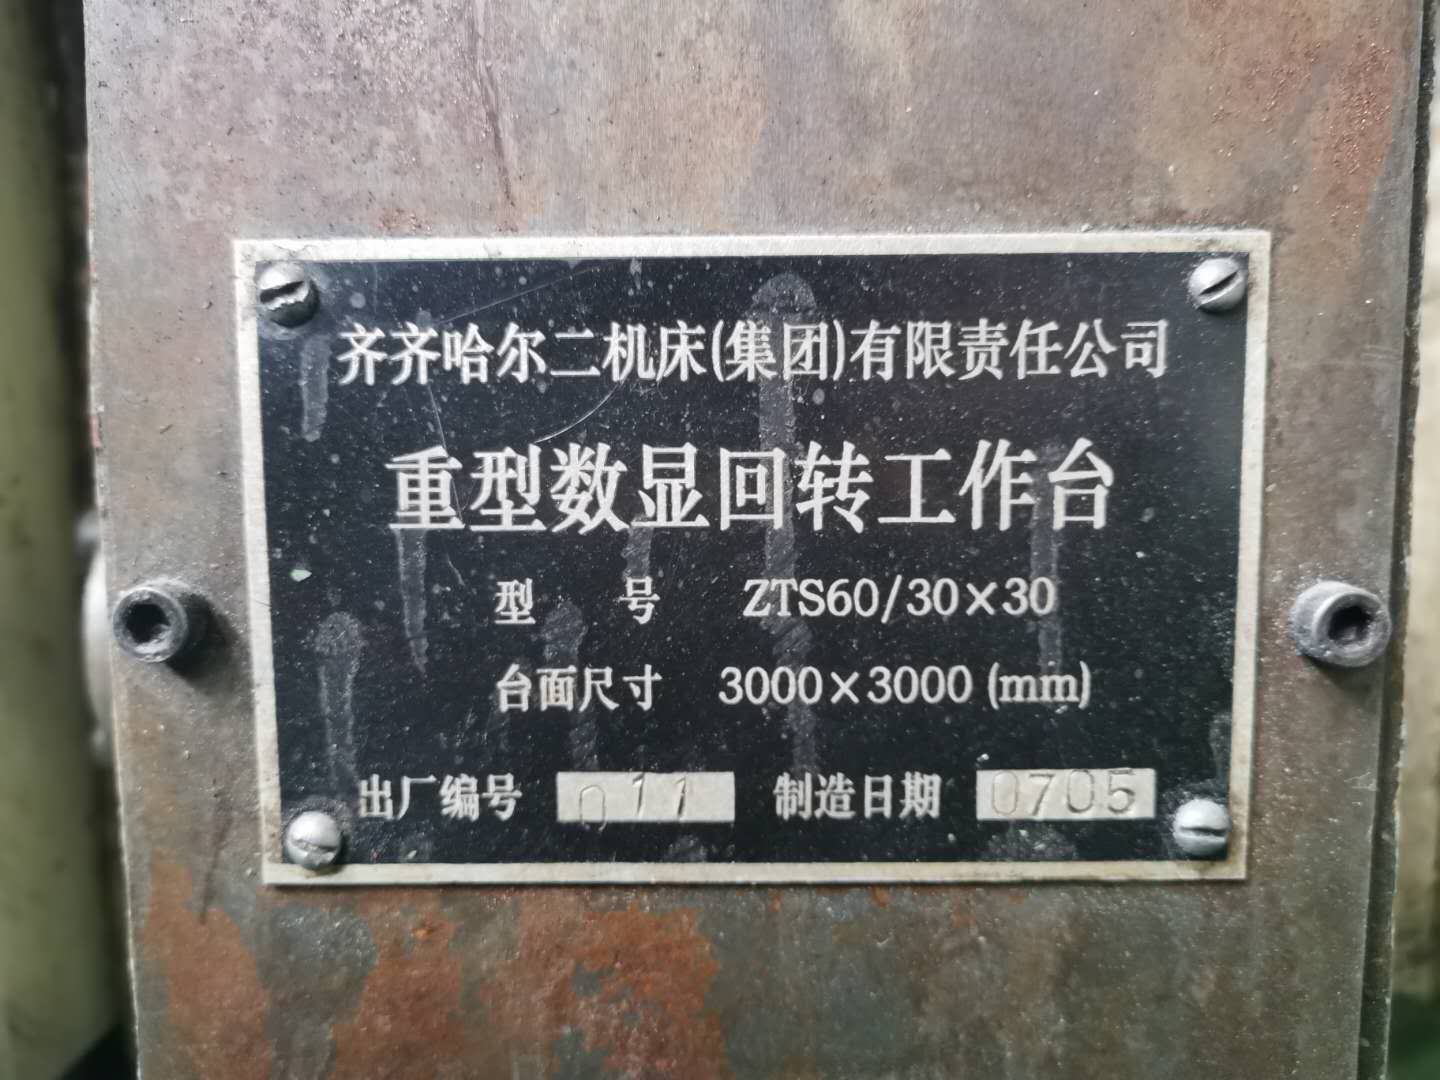 齐齐哈尔二机床(集团)有限责任公司
重型数显回转工作台
型 号 ZTS60/30×30
台面尺寸 3000×3000 (mm)
出厂编号 011 制造日期 0705